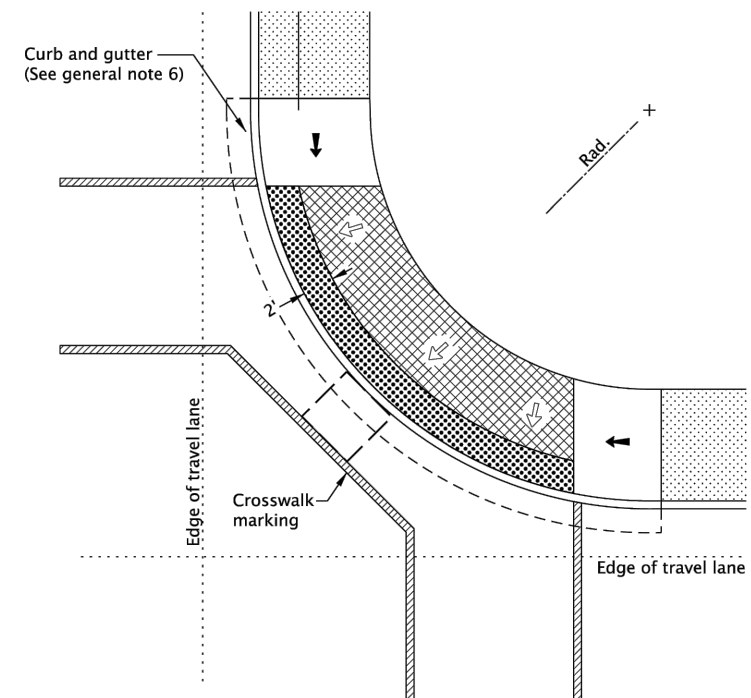 Curb and gutter
(See general note 6)
Rad.
2'
Edge of travel lane
Crosswalk
marking
Edge of travel lane